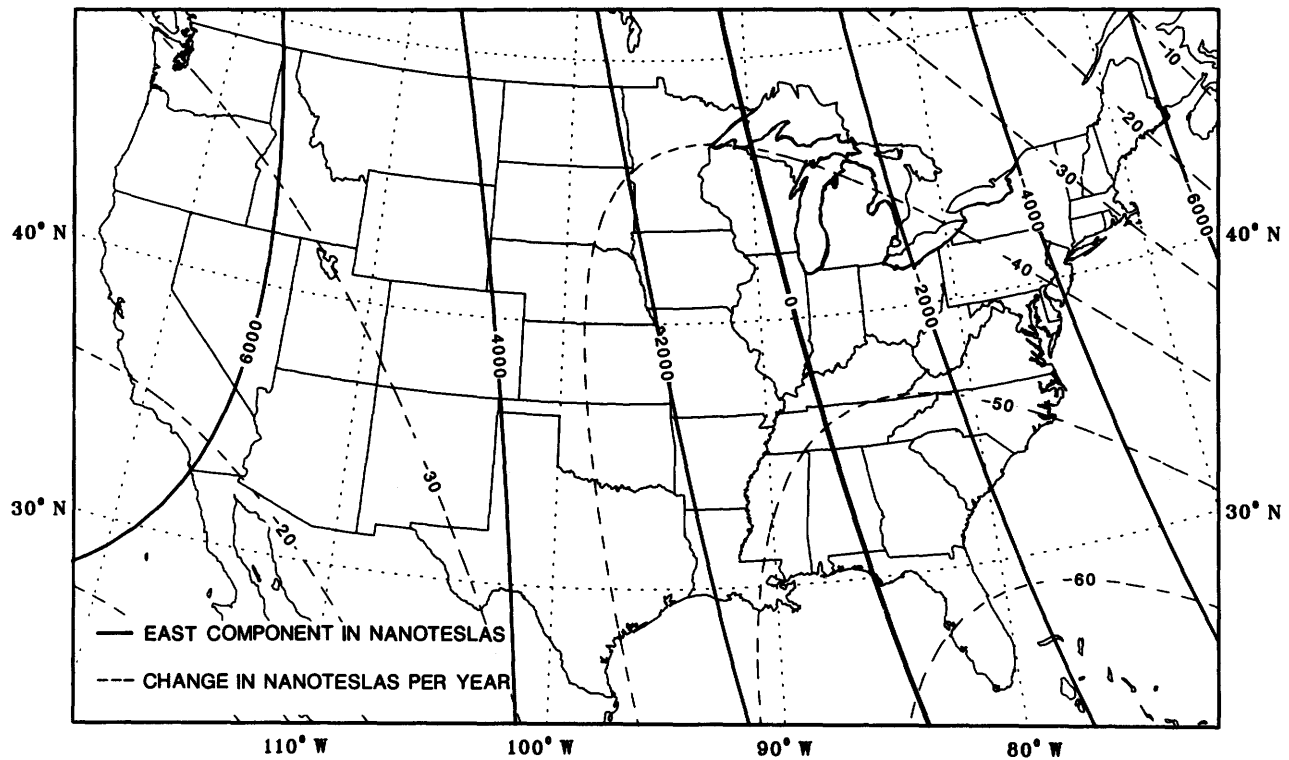 -10
-20
-30
4000
6000
40° N
40° N
-40
0
2000
6000
4000
2000
-50
-30
30° N
30° N
-20
-60
EAST COMPONENT IN NANOTESLAS
CHANGE IN NANOTESLAS PER YEAR
110° W
100° W
90° W
80° W